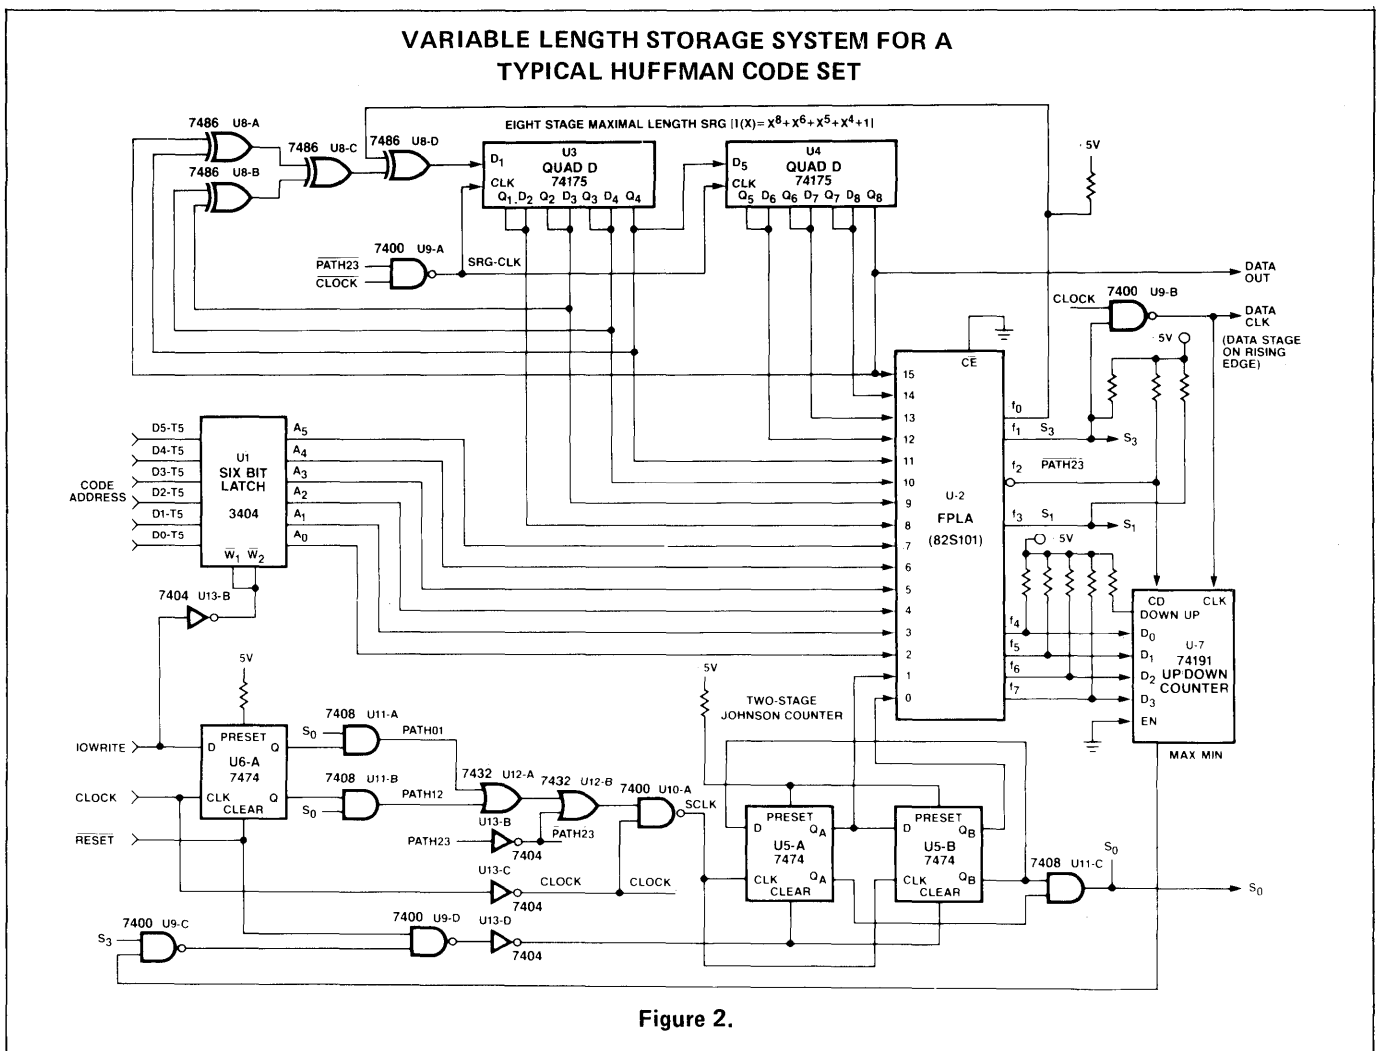 VARIABLE LENGTH STORAGE SYSTEM FOR A
TYPICAL HUFFMAN CODE SET
7486 U8-A
7486 U8-C
7486 U8-D
7486 U8-B
EIGHT STAGE MAXIMAL LENGTH SRG |1(X)= X⁸+X⁶+X⁵+X⁴+1|
U3
QUAD D
74175
D₁
CLK
Q₁ D₂ Q₂ D₃ Q₃ D₄ Q₄
U4
QUAD D
74175
D₅
CLK
Q₅ D₆ Q₆ D₇ Q₇ D₈ Q₈
5V
7400 U9-A
PATH23
CLOCK
SRG-CLK
DATA
OUT
CLOCK
7400 U9-B
DATA
CLK
(DATA STAGE
ON RISING
EDGE)
5V
CE
15
14
13
12
11
10
9
8
7
6
5
4
3
2
1
0
U-2
FPLA
(82S101)
f₀
f₁ S₃
S₃
f₂ PATH23
f₃ S₁
S₁
5V
f₄
f₅
f₆
f₇
CODE
ADDRESS
D5-T5
D4-T5
D3-T5
D2-T5
D1-T5
D0-T5
U1
SIX BIT
LATCH
3404
W₁ W₂
A₅
A₄
A₃
A₂
A₁
A₀
7404 U13-B
CD CLK
DOWN UP
D₀
D₁
D₂
D₃
EN
U-7
74191
UP/DOWN
COUNTER
MAX MIN
5V
IOWRITE
CLOCK
RESET
PRESET
D Q
U6-A
7474
CLK Q
CLEAR
7408 U11-A
S₀
PATH01
7408 U11-B
S₀
PATH12
7432 U12-A
7432 U12-B
7400 U10-A
SCLK
U13-B
PATH23
7404
PATH23
U13-C
7404
CLOCK
CLOCK
5V
TWO-STAGE
JOHNSON COUNTER
PRESET
D Q_A
U5-A
7474
CLK Q_A
CLEAR
PRESET
D Q_B
U5-B
7474
CLK Q_B
CLEAR
7408 U11-C
S₀
S₀
7400 U9-C
S₃
7400 U9-D
U13-D
7404
Figure 2.